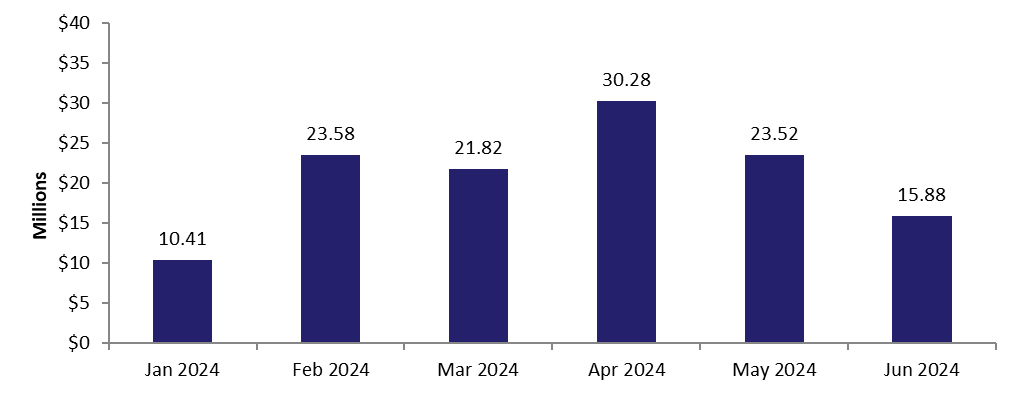 $40
$35
$30
$25
$20
$15
$10
$5
$0
Millions
10.41
23.58
21.82
30.28
23.52
15.88
Jan 2024
Feb 2024
Mar 2024
Apr 2024
May 2024
Jun 2024